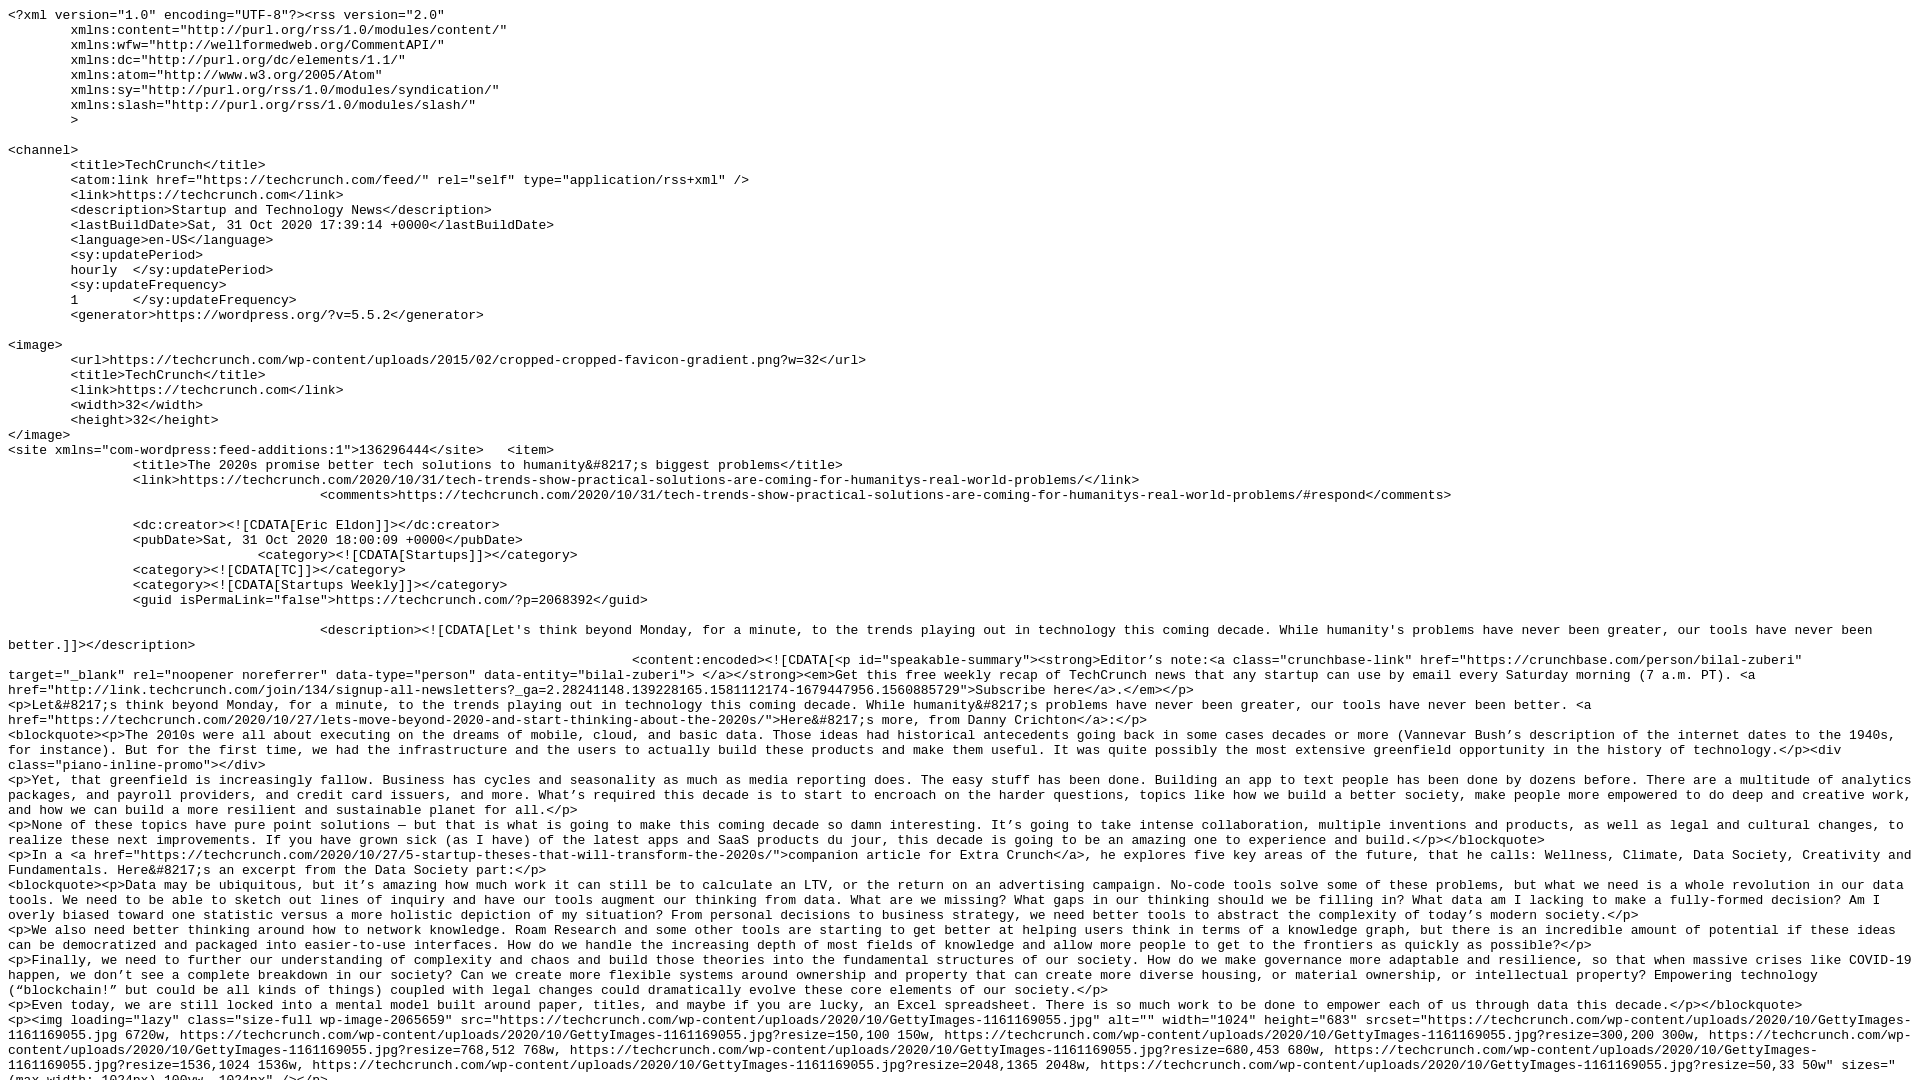 <?xml version="1.0" encoding="UTF-8"?><rss version="2.0"
xmlns:content="http://purl.org/rss/1.0/modules/content/"
xmlns:wfw="http://wellformedweb.org/CommentAPI/"
xmlns:dc="http://purl.org/dc/elements/1.1/"
xmlns:atom="http://www.w3.org/2005/Atom"
xmlns:sy="http://purl.org/rss/1.0/modules/syndication/"
xmlns:slash="http://purl.org/rss/1.0/modules/slash/"
>
<channel>
<title>TechCrunch</title>
<atom:link href="https://techcrunch.com/feed/" rel="self" type="application/rss+xml" />
<link>https://techcrunch.com</link>
<description>Startup and Technology News</description>
<lastBuildDate>Sat, 31 Oct 2020 17:39:14 +0000</lastBuildDate>
<language>en-US</language>
<sy:updatePeriod>
hourly  </sy:updatePeriod>
<sy:updateFrequency>
1       </sy:updateFrequency>
<generator>https://wordpress.org/?v=5.5.2</generator>
<image>
<url>https://techcrunch.com/wp-content/uploads/2015/02/cropped-cropped-favicon-gradient.png?w=32</url>
<title>TechCrunch</title>
<link>https://techcrunch.com</link>
<width>32</width>
<height>32</height>
</image>
<site xmlns="com-wordpress:feed-additions:1">136296444</site>   <item>
<title>The 2020s promise better tech solutions to humanity&#8217;s biggest problems</title>
<link>https://techcrunch.com/2020/10/31/tech-trends-show-practical-solutions-are-coming-for-humanitys-real-world-problems/</link>
<comments>https://techcrunch.com/2020/10/31/tech-trends-show-practical-solutions-are-coming-for-humanitys-real-world-problems/#respond</comments>
<dc:creator><![CDATA[Eric Eldon]]></dc:creator>
<pubDate>Sat, 31 Oct 2020 18:00:09 +0000</pubDate>
<category><![CDATA[Startups]]></category>
<category><![CDATA[TC]]></category>
<category><![CDATA[Startups Weekly]]></category>
<guid isPermaLink="false">https://techcrunch.com/?p=2068392</guid>
<description><![CDATA[Let's think beyond Monday, for a minute, to the trends playing out in technology this coming decade. While humanity's problems have never been greater, our tools have never been
better.]]></description>
<content:encoded><![CDATA[<p id="speakable-summary"><strong>Editor’s note:<a class="crunchbase-link" href="https://crunchbase.com/person/bilal-zuberi"
target="_blank" rel="noopener noreferrer" data-type="person" data-entity="bilal-zuberi"> </a></strong><em>Get this free weekly recap of TechCrunch news that any startup can use by email every Saturday morning (7 a.m. PT). <a
href="http://link.techcrunch.com/join/134/signup-all-newsletters?_ga=2.28241148.139228165.1581112174-1679447956.1560885729">Subscribe here</a>.</em></p>
<p>Let&#8217;s think beyond Monday, for a minute, to the trends playing out in technology this coming decade. While humanity&#8217;s problems have never been greater, our tools have never been better. <a
href="https://techcrunch.com/2020/10/27/lets-move-beyond-2020-and-start-thinking-about-the-2020s/">Here&#8217;s more, from Danny Crichton</a>:</p>
<blockquote><p>The 2010s were all about executing on the dreams of mobile, cloud, and basic data. Those ideas had historical antecedents going back in some cases decades or more (Vannevar Bush’s description of the internet dates to the 1940s,
for instance). But for the first time, we had the infrastructure and the users to actually build these products and make them useful. It was quite possibly the most extensive greenfield opportunity in the history of technology.</p><div
class="piano-inline-promo"></div>
<p>Yet, that greenfield is increasingly fallow. Business has cycles and seasonality as much as media reporting does. The easy stuff has been done. Building an app to text people has been done by dozens before. There are a multitude of analytics
packages, and payroll providers, and credit card issuers, and more. What’s required this decade is to start to encroach on the harder questions, topics like how we build a better society, make people more empowered to do deep and creative work,
and how we can build a more resilient and sustainable planet for all.</p>
<p>None of these topics have pure point solutions — but that is what is going to make this coming decade so damn interesting. It’s going to take intense collaboration, multiple inventions and products, as well as legal and cultural changes, to
realize these next improvements. If you have grown sick (as I have) of the latest apps and SaaS products du jour, this decade is going to be an amazing one to experience and build.</p></blockquote>
<p>In a <a href="https://techcrunch.com/2020/10/27/5-startup-theses-that-will-transform-the-2020s/">companion article for Extra Crunch</a>, he explores five key areas of the future, that he calls: Wellness, Climate, Data Society, Creativity and
Fundamentals. Here&#8217;s an excerpt from the Data Society part:</p>
<blockquote><p>Data may be ubiquitous, but it’s amazing how much work it can still be to calculate an LTV, or the return on an advertising campaign. No-code tools solve some of these problems, but what we need is a whole revolution in our data
tools. We need to be able to sketch out lines of inquiry and have our tools augment our thinking from data. What are we missing? What gaps in our thinking should we be filling in? What data am I lacking to make a fully-formed decision? Am I
overly biased toward one statistic versus a more holistic depiction of my situation? From personal decisions to business strategy, we need better tools to abstract the complexity of today’s modern society.</p>
<p>We also need better thinking around how to network knowledge. Roam Research and some other tools are starting to get better at helping users think in terms of a knowledge graph, but there is an incredible amount of potential if these ideas
can be democratized and packaged into easier-to-use interfaces. How do we handle the increasing depth of most fields of knowledge and allow more people to get to the frontiers as quickly as possible?</p>
<p>Finally, we need to further our understanding of complexity and chaos and build those theories into the fundamental structures of our society. How do we make governance more adaptable and resilience, so that when massive crises like COVID-19
happen, we don’t see a complete breakdown in our society? Can we create more flexible systems around ownership and property that can create more diverse housing, or material ownership, or intellectual property? Empowering technology
(“blockchain!” but could be all kinds of things) coupled with legal changes could dramatically evolve these core elements of our society.</p>
<p>Even today, we are still locked into a mental model built around paper, titles, and maybe if you are lucky, an Excel spreadsheet. There is so much work to be done to empower each of us through data this decade.</p></blockquote>
<p><img loading="lazy" class="size-full wp-image-2065659" src="https://techcrunch.com/wp-content/uploads/2020/10/GettyImages-1161169055.jpg" alt="" width="1024" height="683" srcset="https://techcrunch.com/wp-content/uploads/2020/10/GettyImages-
1161169055.jpg 6720w, https://techcrunch.com/wp-content/uploads/2020/10/GettyImages-1161169055.jpg?resize=150,100 150w, https://techcrunch.com/wp-content/uploads/2020/10/GettyImages-1161169055.jpg?resize=300,200 300w, https://techcrunch.com/wp-
content/uploads/2020/10/GettyImages-1161169055.jpg?resize=768,512 768w, https://techcrunch.com/wp-content/uploads/2020/10/GettyImages-1161169055.jpg?resize=680,453 680w, https://techcrunch.com/wp-content/uploads/2020/10/GettyImages-
1161169055.jpg?resize=1536,1024 1536w, https://techcrunch.com/wp-content/uploads/2020/10/GettyImages-1161169055.jpg?resize=2048,1365 2048w, https://techcrunch.com/wp-content/uploads/2020/10/GettyImages-1161169055.jpg?resize=50,33 50w" sizes="
(max-width: 1024px) 100vw, 1024px" /></p>